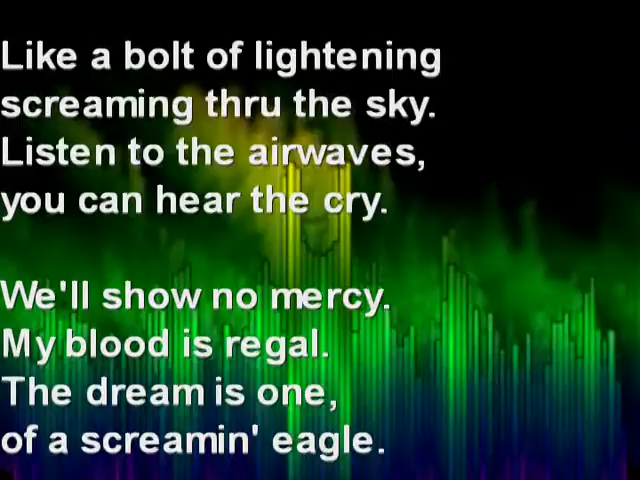 Like a bolt of lightening
screaming thru the sky.
Listen to the airwaves,
you can hear the cry.
We'll show no mercy.
My blood is regal.
The dream is one,
of a screamin' eagle.